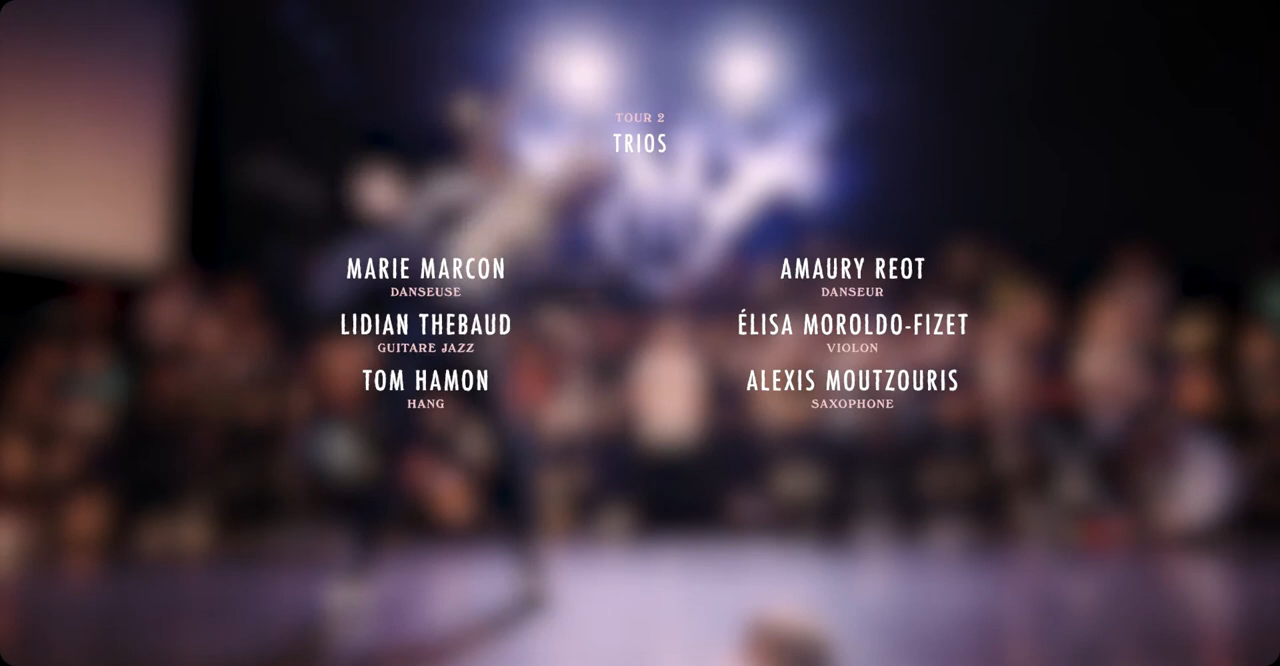 TOUR 2
TRIOS
MARIE MARCON
DANSEUSE
LIDIAN THEBAUD
GUITARE JAZZ
TOM HAMON
HANG
AMAURY REOT
DANSEUR
ÉLISA MOROLDO-FIZET
VIOLON
ALEXIS MOUTZOURIS
SAXOPHONE